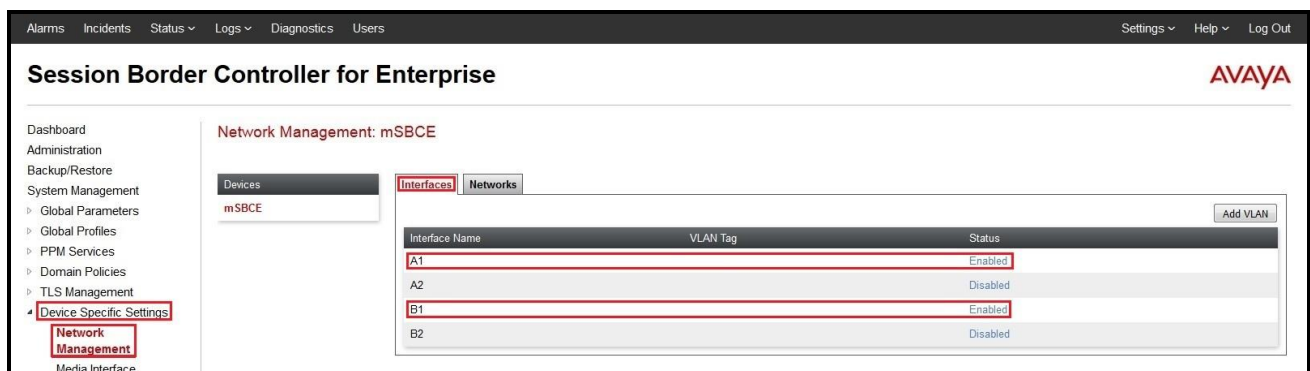 Alarms Incidents Status Logs Diagnostics Users Settings Help Log Out
Session Border Controller for Enterprise
AVAYA
Dashboard
Administration
Backup/Restore
System Management
Global Parameters
Global Profiles
PPM Services
Domain Policies
TLS Management
Device Specific Settings
Network
Management
Media Interface
Network Management: mSBCE
Devices
mSBCE
Interfaces Networks
Add VLAN
Interface Name VLAN Tag Status
A1 Enabled
A2 Disabled
B1 Enabled
B2 Disabled